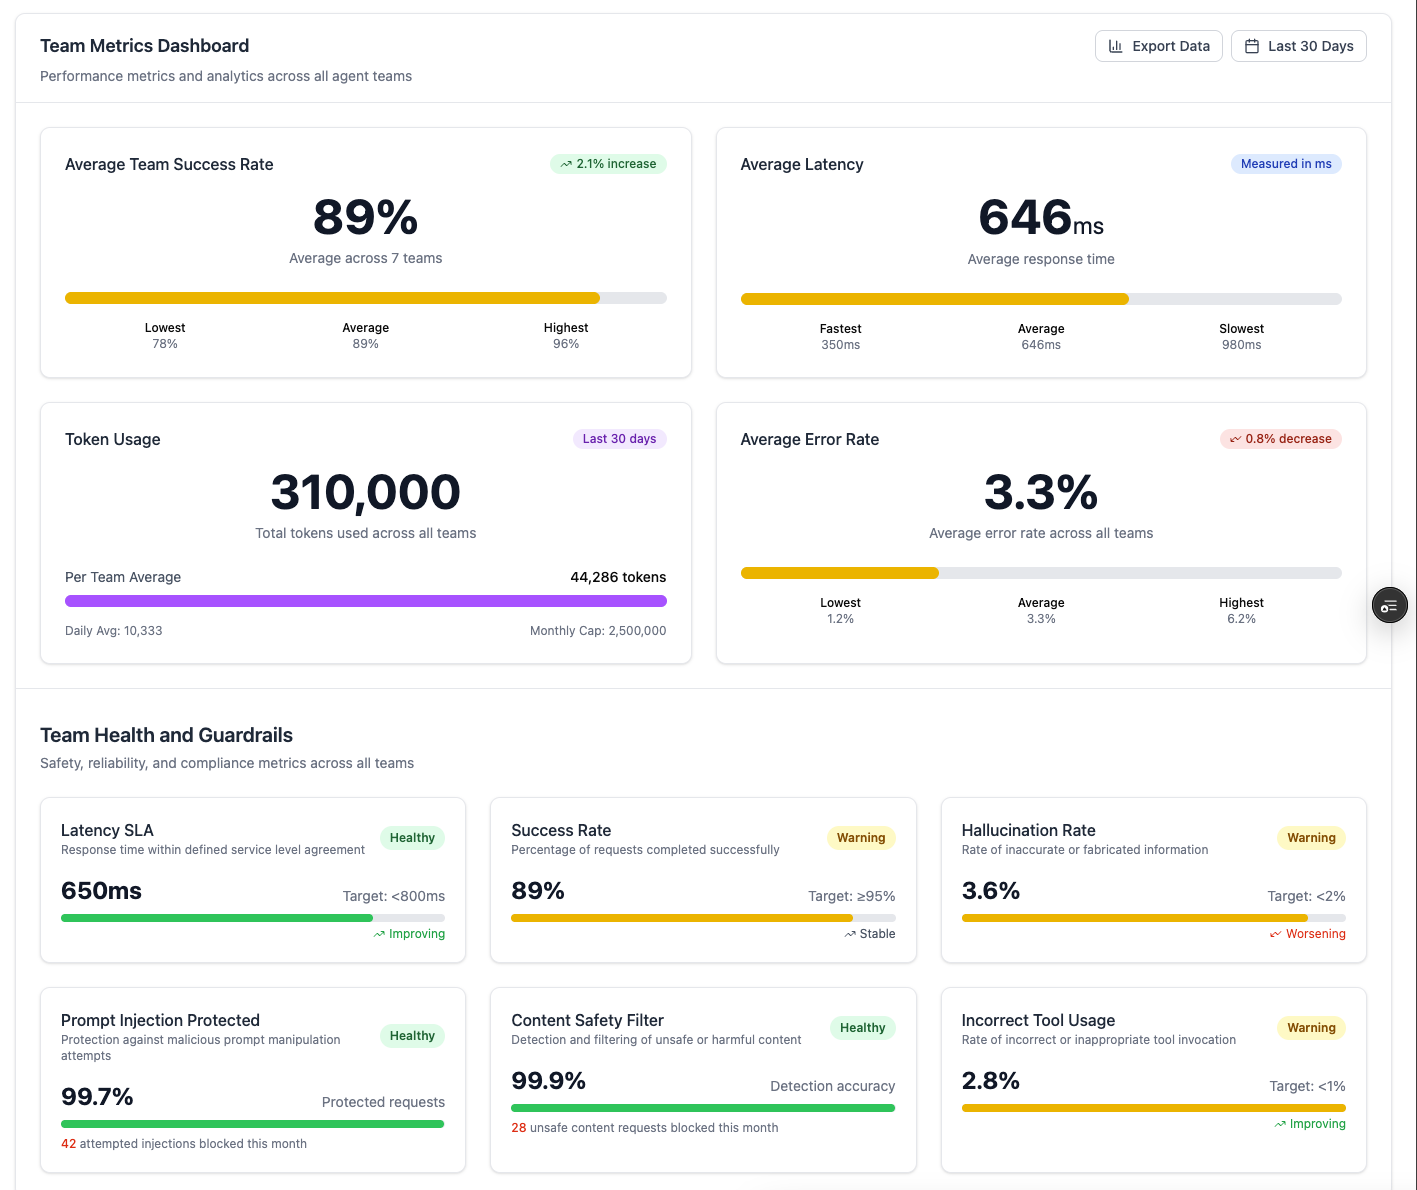 Team Metrics Dashboard
Export Data
Last 30 Days
Performance metrics and analytics across all agent teams
Average Team Success Rate
2.1% increase
89%
Average across 7 teams
Lowest
Average
Highest
78%
89%
96%
Average Latency
Measured in ms
646ms
Average response time
Fastest
Average
Slowest
350ms
646ms
980ms
Token Usage
Last 30 days
310,000
Total tokens used across all teams
Per Team Average
44,286 tokens
Daily Avg: 10,333
Monthly Cap: 2,500,000
Average Error Rate
0.8% decrease
3.3%
Average error rate across all teams
Lowest
Average
Highest
1.2%
3.3%
6.2%
Team Health and Guardrails
Safety, reliability, and compliance metrics across all teams
Latency SLA
Healthy
Response time within defined service level agreement
650ms
Target: <800ms
Improving
Success Rate
Warning
Percentage of requests completed successfully
89%
Target: ≥95%
Stable
Hallucination Rate
Warning
Rate of inaccurate or fabricated information
3.6%
Target: <2%
Worsening
Prompt Injection Protected
Healthy
Protection against malicious prompt manipulation
attempts
99.7%
Protected requests
42 attempted injections blocked this month
Content Safety Filter
Healthy
Detection and filtering of unsafe or harmful content
99.9%
Detection accuracy
28 unsafe content requests blocked this month
Incorrect Tool Usage
Warning
Rate of incorrect or inappropriate tool invocation
2.8%
Target: <1%
Improving